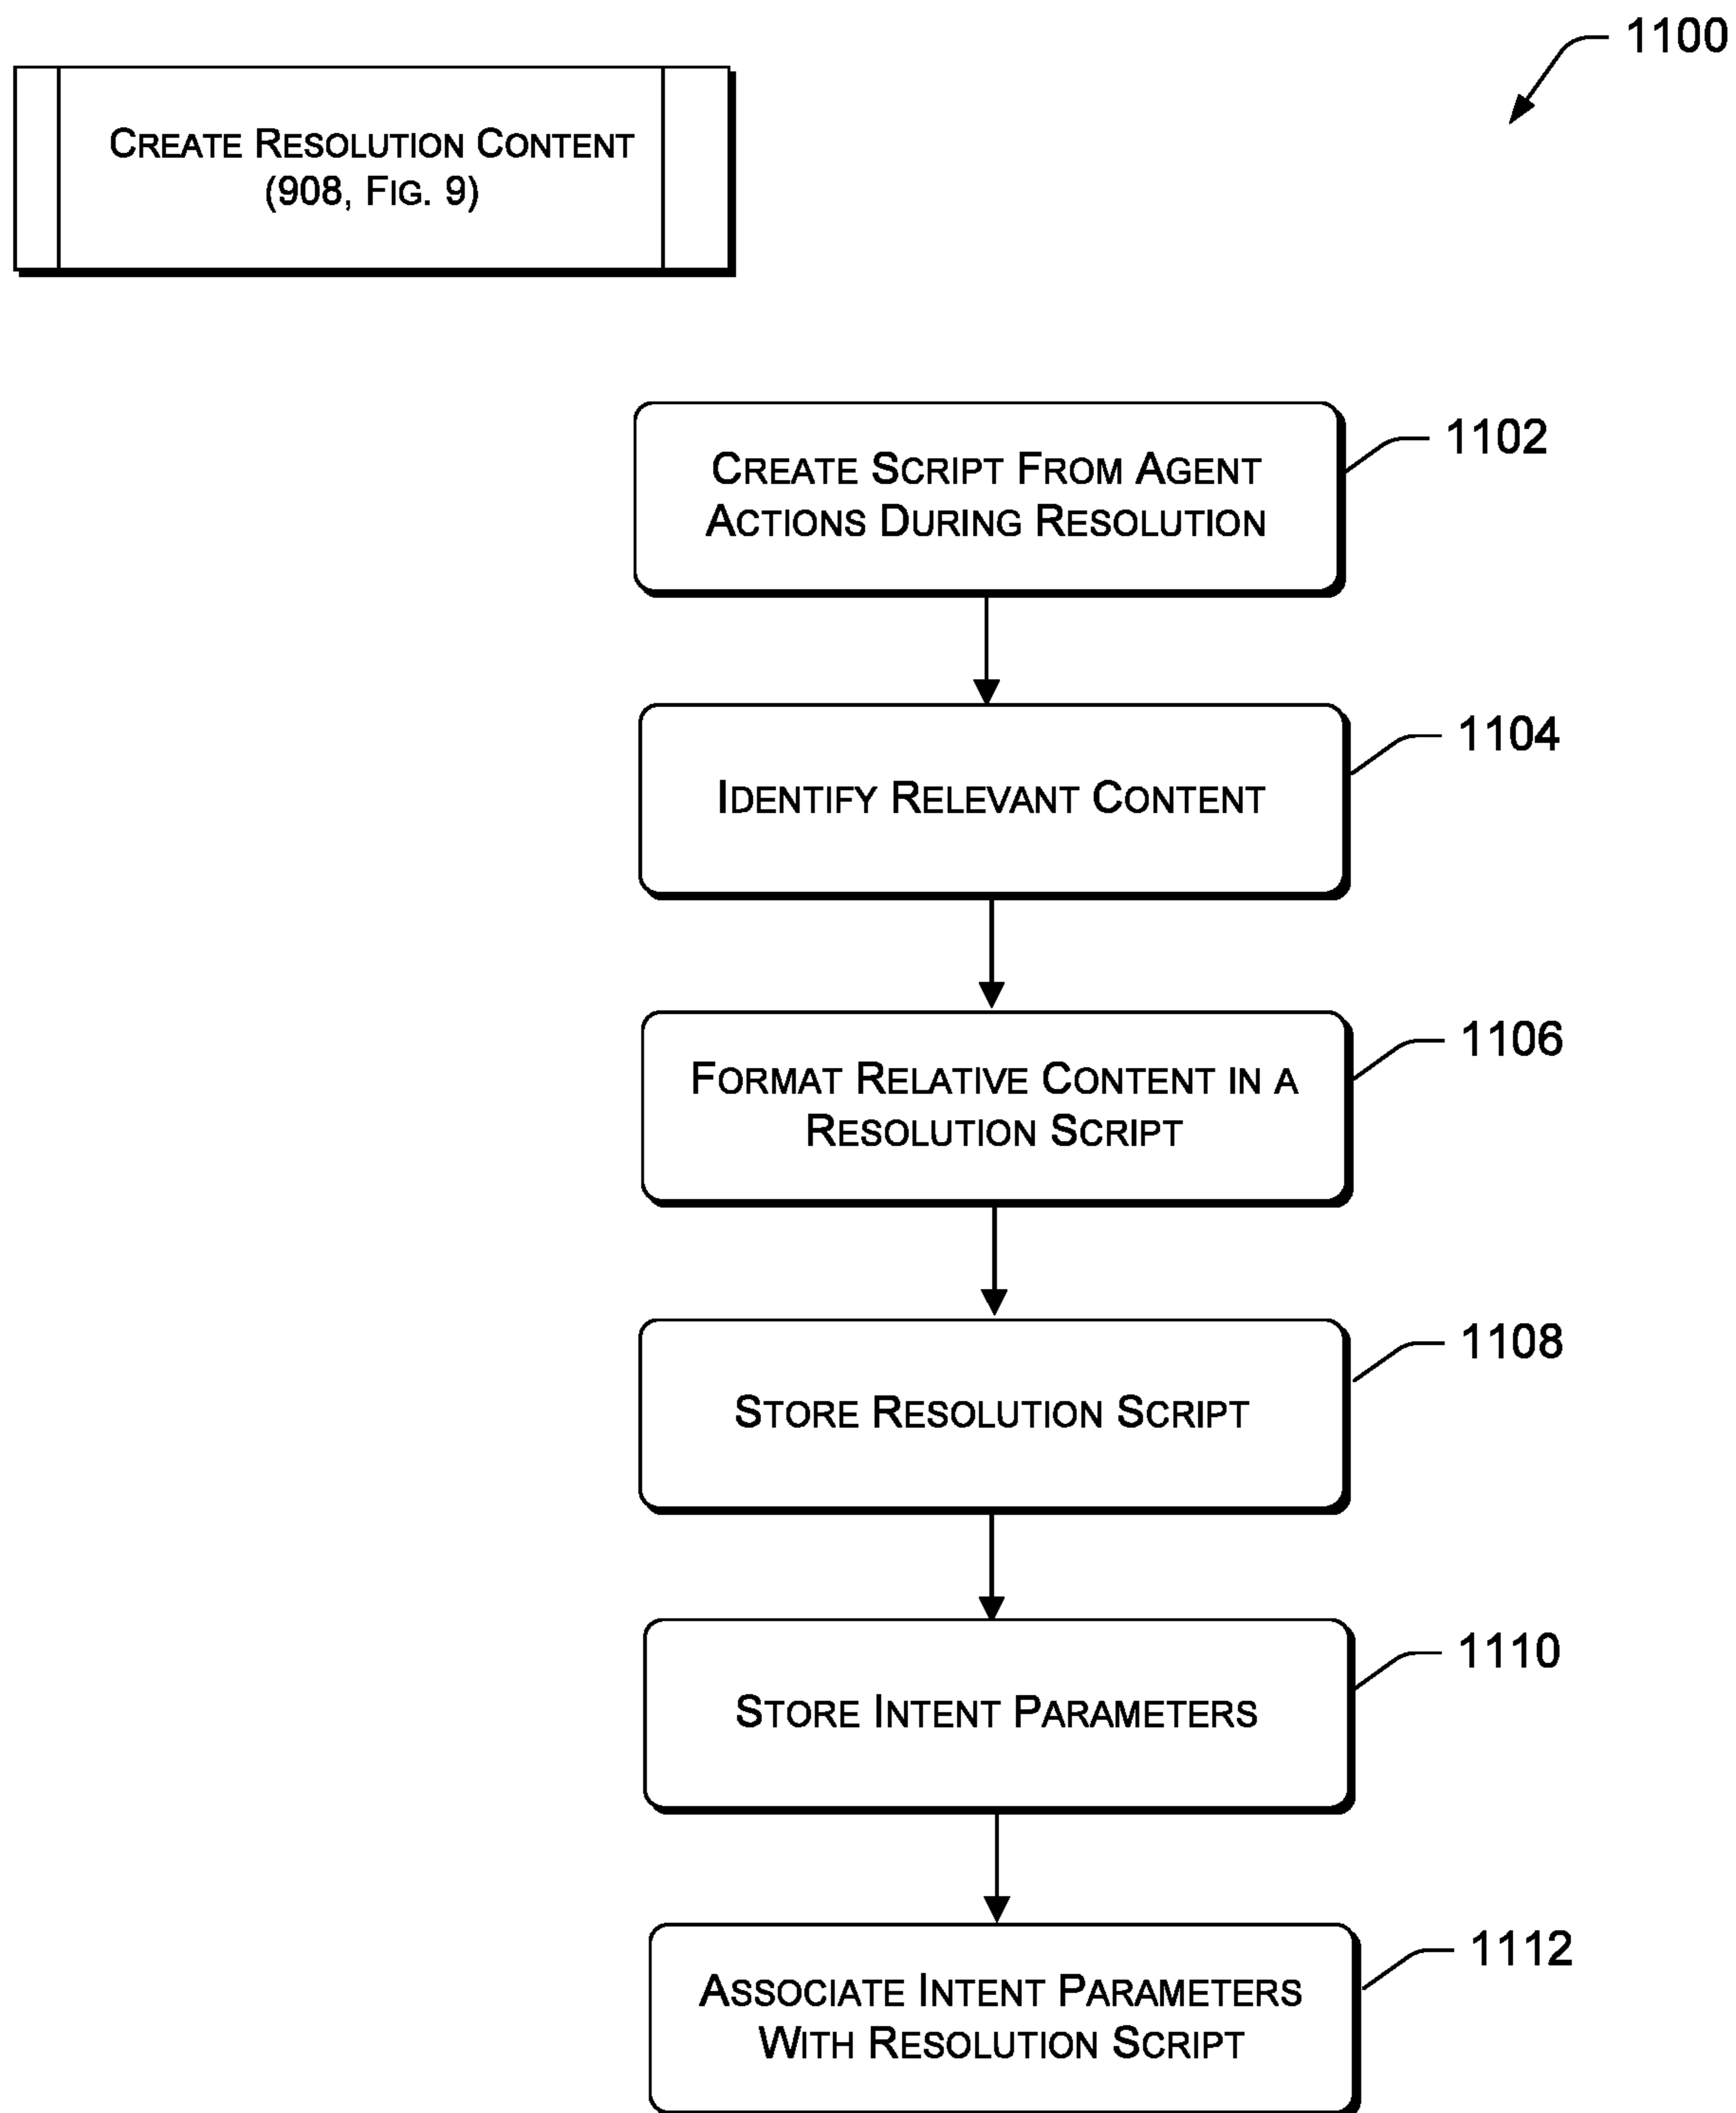 1100
CREATE RESOLUTION CONTENT
(908, FIG. 9)
CREATE SCRIPT FROM AGENT
ACTIONS DURING RESOLUTION
1102
IDENTIFY RELEVANT CONTENT
1104
FORMAT RELATIVE CONTENT IN A
RESOLUTION SCRIPT
1106
STORE RESOLUTION SCRIPT
1108
STORE INTENT PARAMETERS
1110
ASSOCIATE INTENT PARAMETERS
WITH RESOLUTION SCRIPT
1112